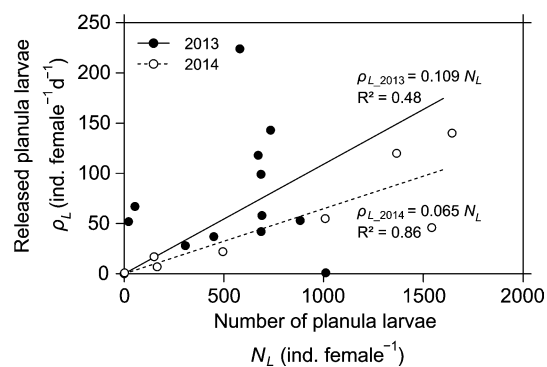 250
200
150
100
50
0
Released planula larvae
ρL (ind. female⁻¹d⁻¹)
2013
2014
ρL_2013 = 0.109 NL
R² = 0.48
ρL_2014 = 0.065 NL
R² = 0.86
0 500 1000 1500 2000
Number of planula larvae
NL (ind. female⁻¹)